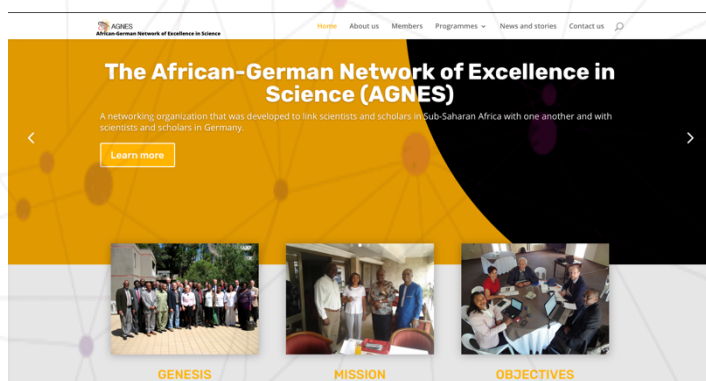 AGNES
African-German Network of Excellence in Science
Home About us Members Programmes News and stories Contact us
The African-German Network of Excellence in
Science (AGNES)
A networking organization that was developed to link scientists and scholars in Sub-Saharan Africa with one another and with
scientists and scholars in Germany.
Learn more
GENESIS MISSION OBJECTIVES